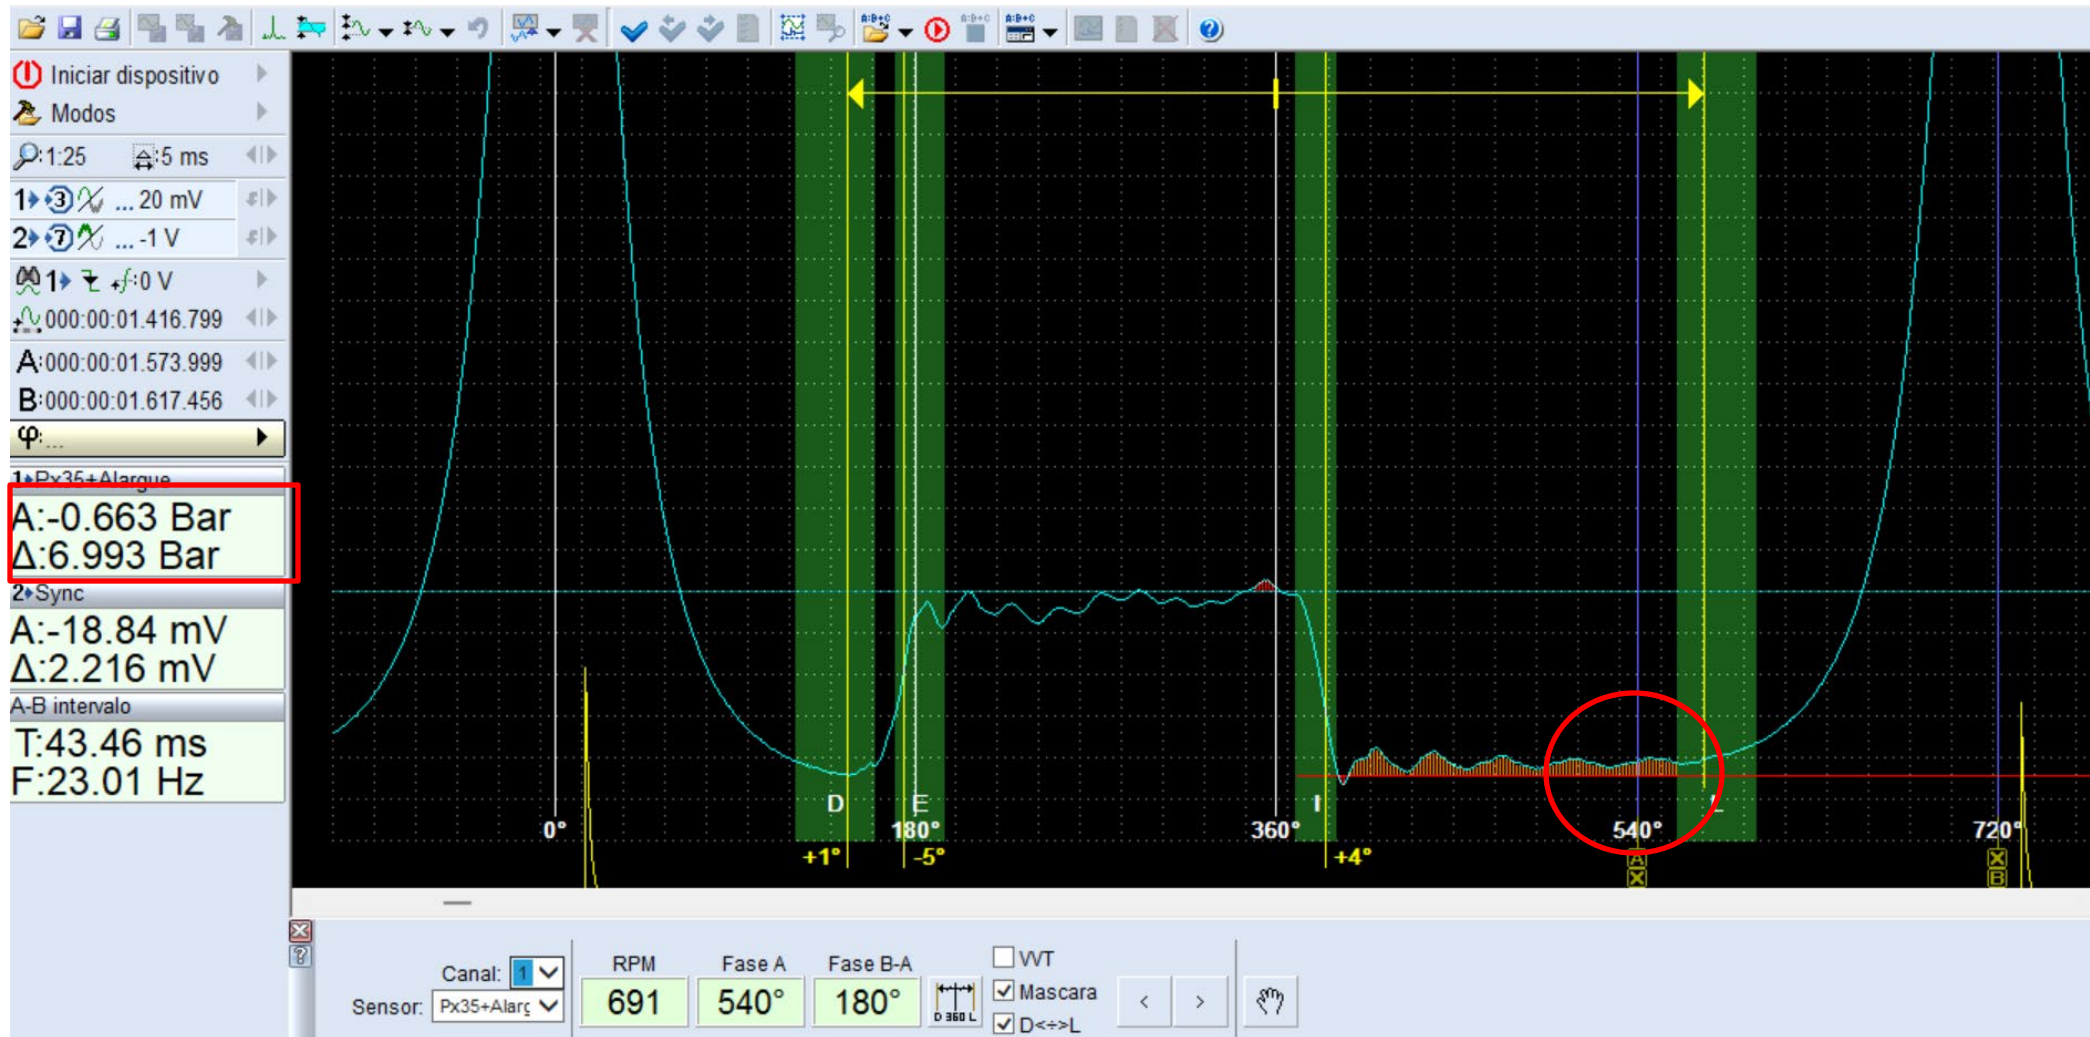 A:B+C A:B+C A:B+C
Iniciar dispositivo
Modos
:1:25 :5 ms
1 3 ... 20 mV
2 7 ... -1 V
1 :0 V
000:00:01.416.799
A:000:00:01.573.999
B:000:00:01.617.456
φ:...
1 Px35+Alargue
A:-0.663 Bar
Δ:6.993 Bar
2 Sync
A:-18.84 mV
Δ:2.216 mV
A-B intervalo
T:43.46 ms
F:23.01 Hz
D E I L
0° 180° 360° 540° 720°
+1° -5° +4°
A X
X B
Canal: 1
Sensor: Px35+Alarg
RPM Fase A Fase B-A
691 540° 180°
D 360 L
VVT
Mascara
D<÷>L
< >